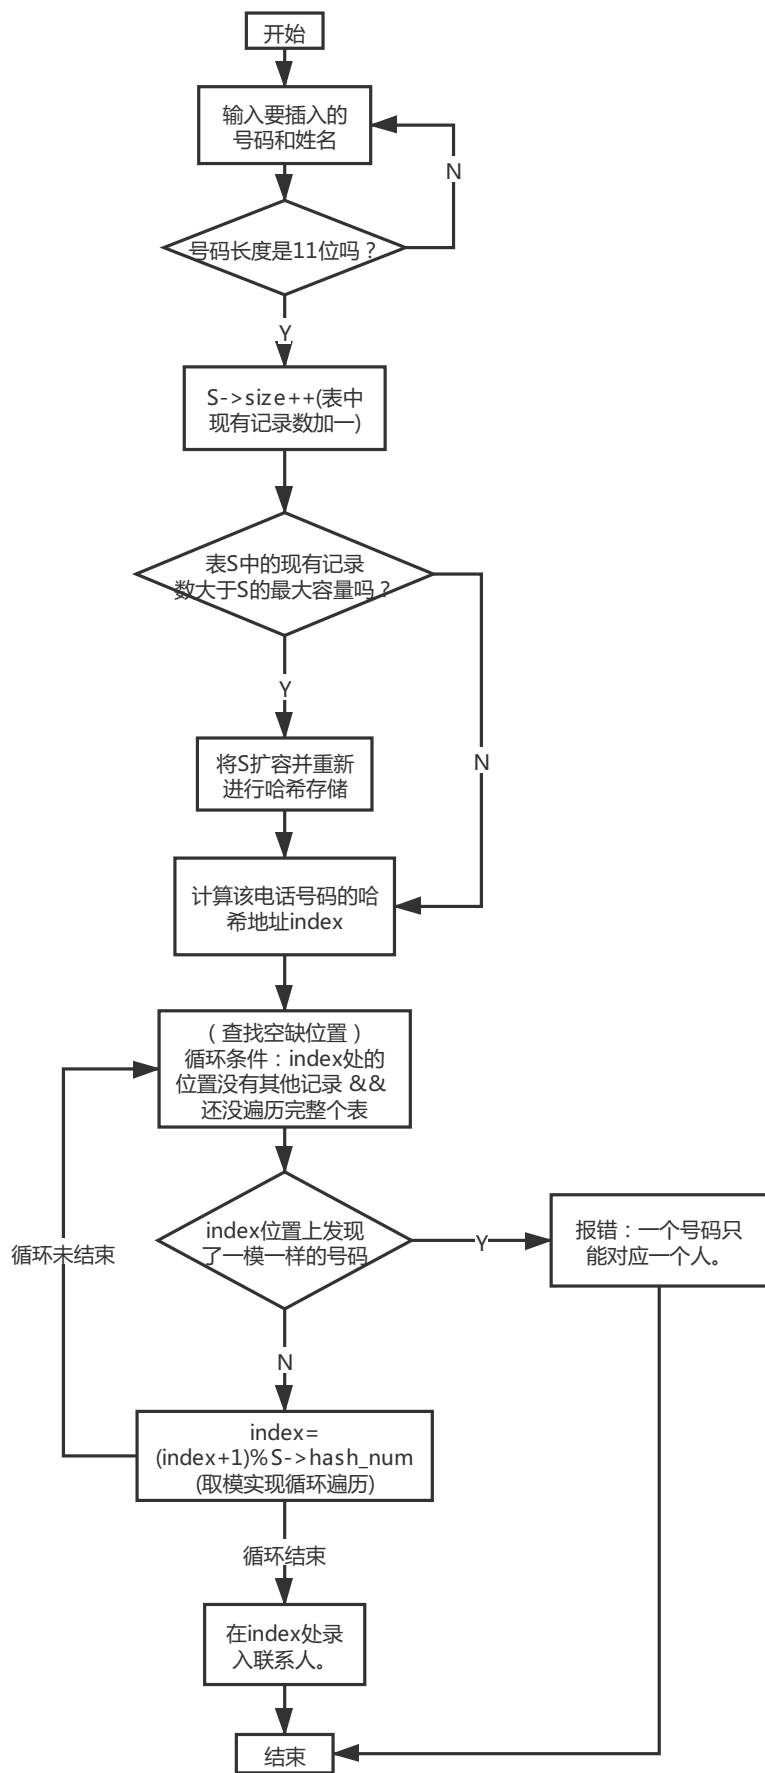 开始
输入要插入的
号码和姓名
N
号码长度是11位吗？
Y
S->size++(表中
现有记录数加一)
表S中的现有记录
数大于S的最大容量吗？
Y
N
将S扩容并重新
进行哈希存储
计算该电话号码的哈
希地址index
（查找空缺位置）
循环条件：index处的
位置没有其他记录 &&
还没遍历完整个表
index位置上发现
了一模一样的号码
Y
报错：一个号码只
能对应一个人。
循环未结束
N
index=
(index+1)%S->hash_num
(取模实现循环遍历)
循环结束
在index处录
入联系人。
结束